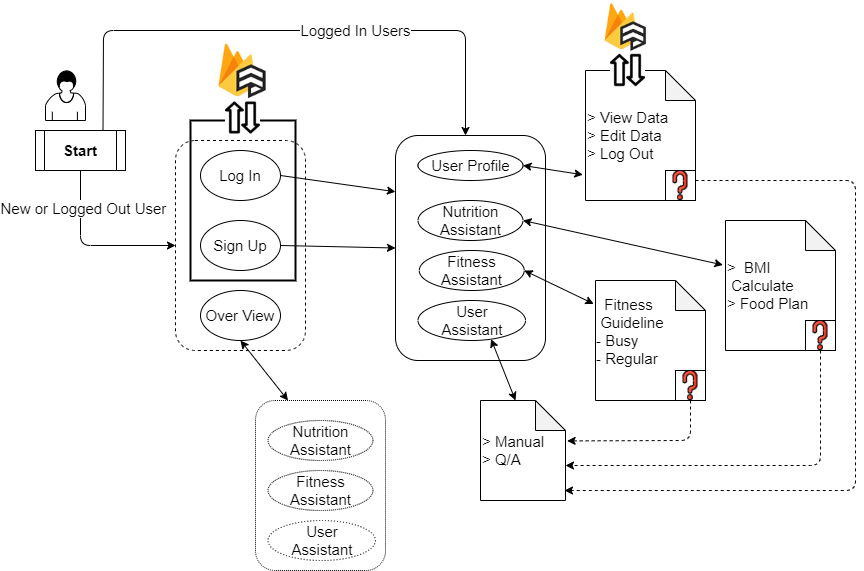 Logged In Users
Start
New or Logged Out User
Log In
Sign Up
Over View
User Profile
Nutrition
Assistant
Fitness
Assistant
User
Assistant
> View Data
> Edit Data
> Log Out
?
> BMI
Calculate
> Food Plan
?
Fitness
Guideline
- Busy
- Regular
?
> Manual
> Q/A
Nutrition
Assistant
Fitness
Assistant
User
Assistant